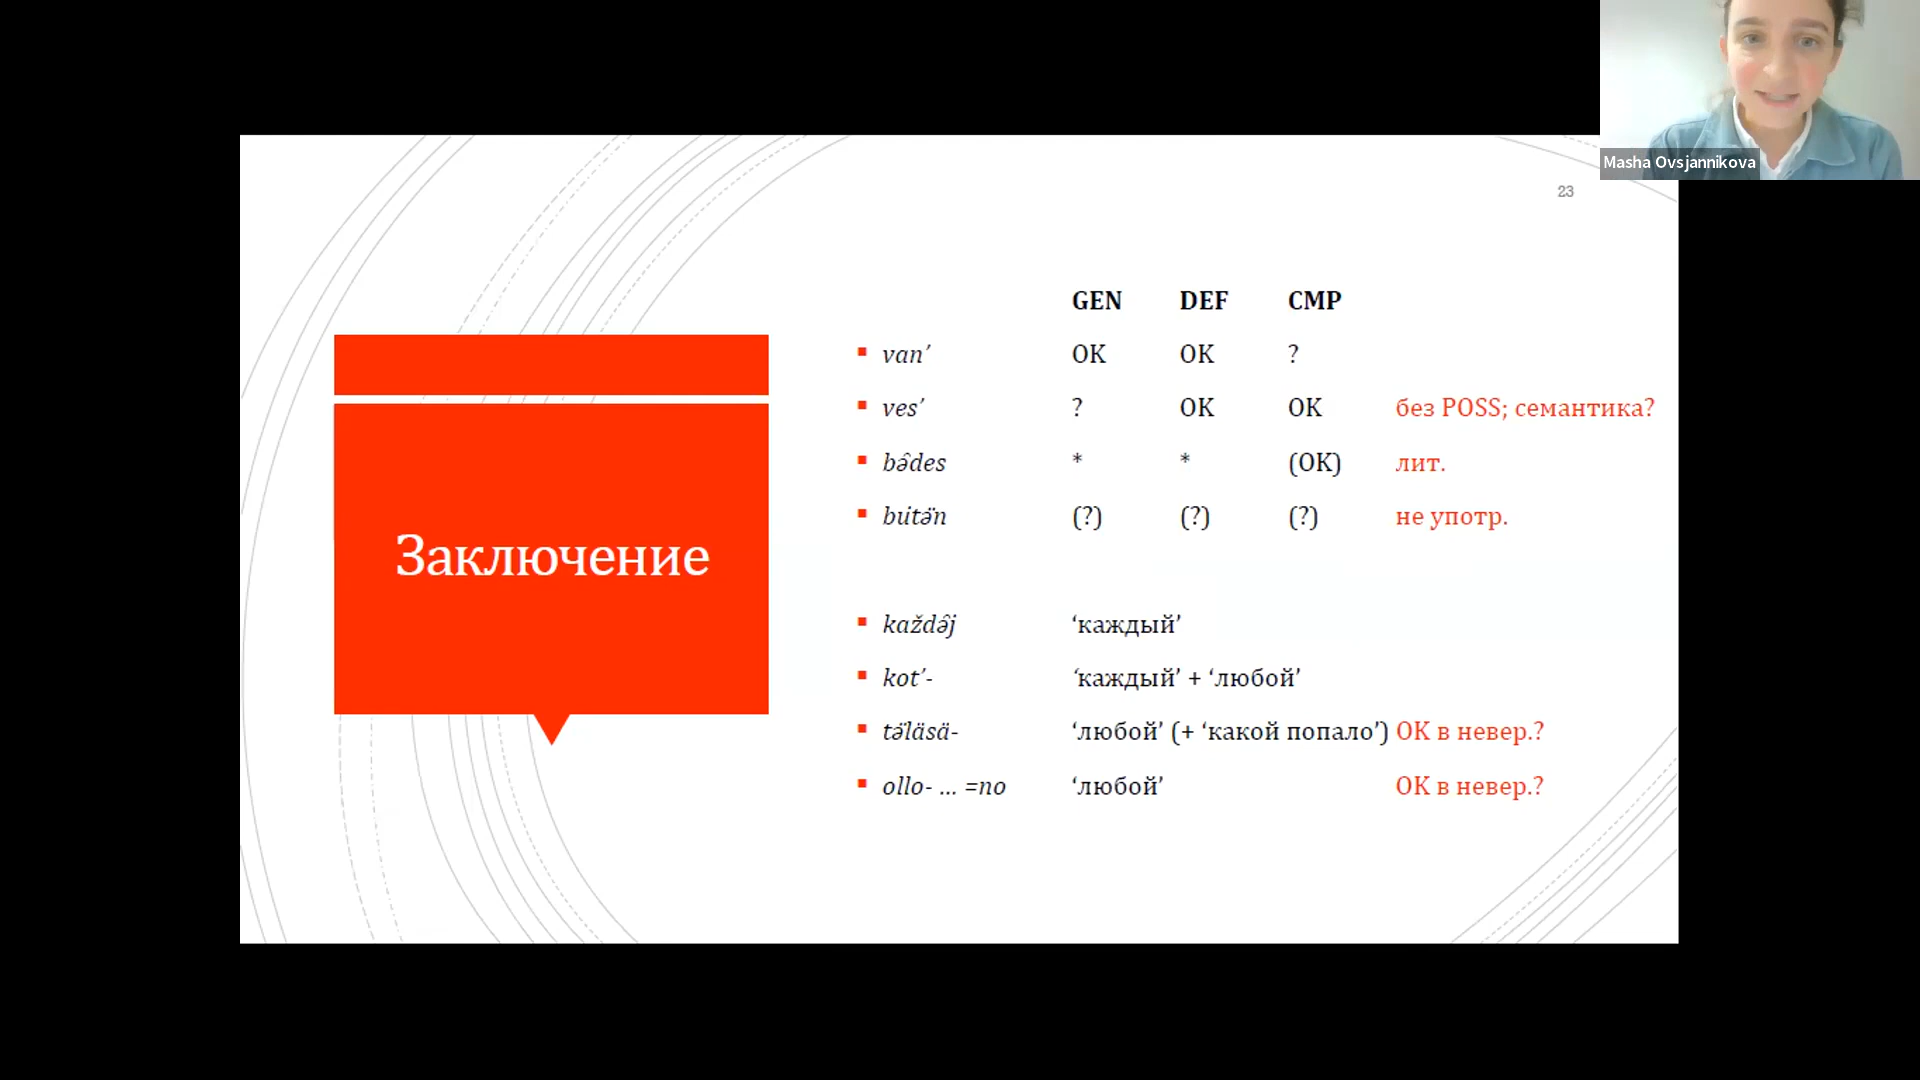 Masha Ovsjannikova
23
Заключение
GEN DEF CMP
van’ OK OK ?
ves’ ? OK OK без POSS; семантика?
bə̑des * * (OK) лит.
butə̈n (?) (?) (?) не употр.
každə̑j ‘каждый’
kot’- ‘каждый’ + ‘любой’
tə̈läsä- ‘любой’ (+ ‘какой попало’) OK в невер.?
ollo- ... =no ‘любой’ OK в невер.?